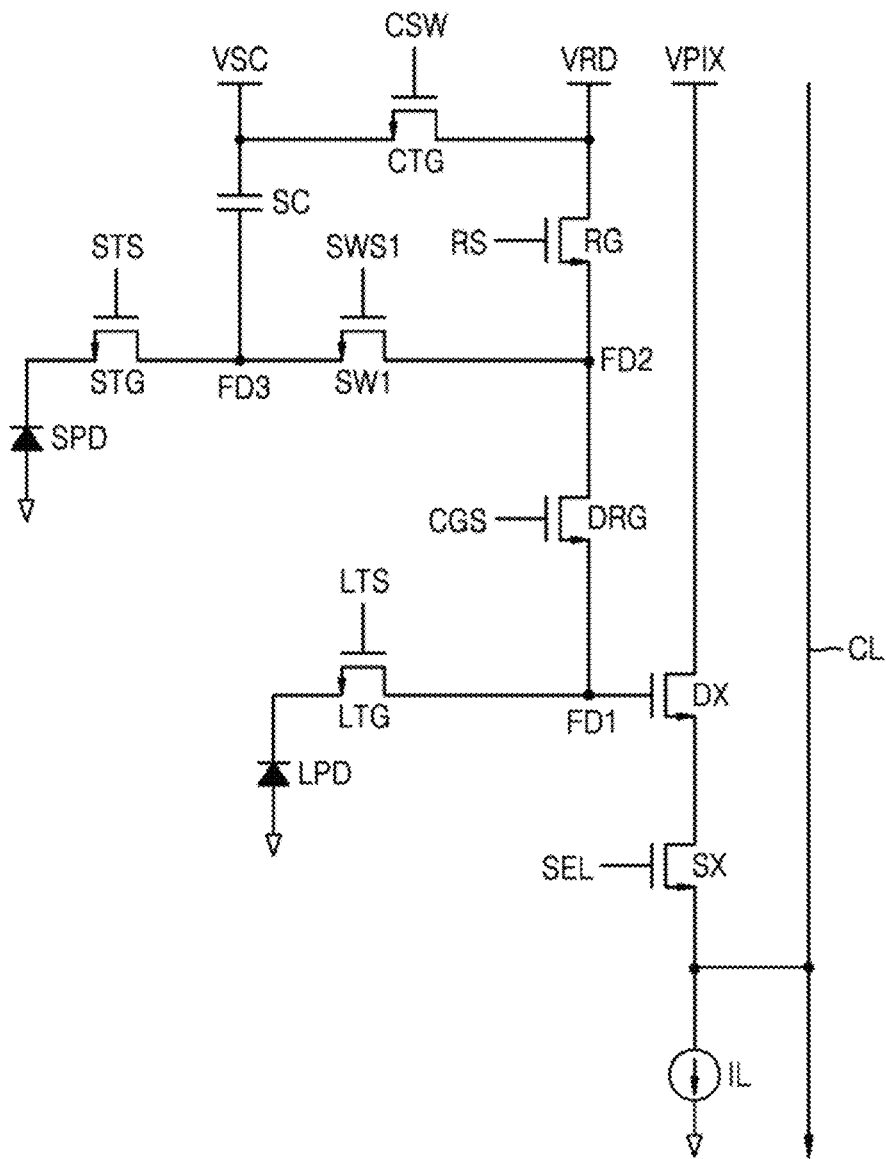 CSW
VSC
VRD
VPIX
CTG
SC
RS
RG
STS
SWS1
STG
FD3
SW1
FD2
SPD
CGS
DRG
LTS
CL
LTG
FD1
DX
LPD
SEL
SX
IL